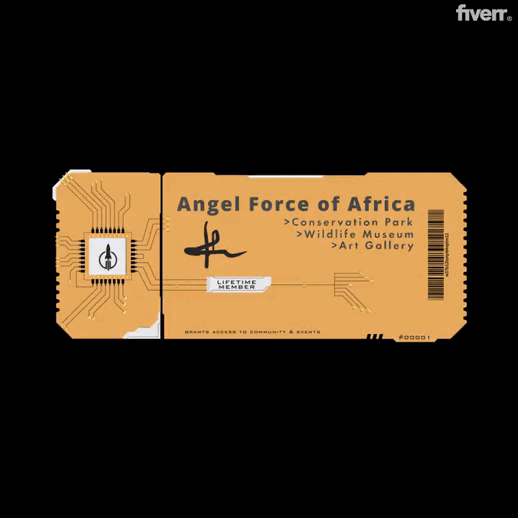 fiverr®
Angel Force of Africa
>Conservation Park
>Wildlife Museum
>Art Gallery
LIFETIME
MEMBER
GRANTS ACCESS TO COMMUNITY & EVENTS
#00001